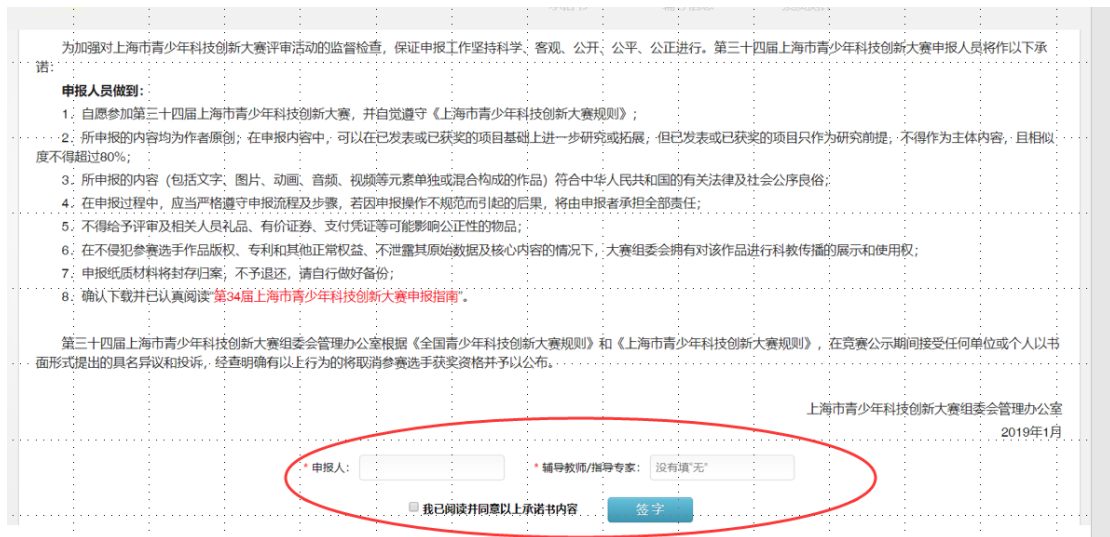 为加强对上海市青少年科技创新大赛评审活动的监督检查，保证申报工作坚持科学、客观、公开、公平、公正进行。第三十四届上海市青少年科技创新大赛申报人员将作以下承
诺：
申报人员做到：
1、自愿参加第三十四届上海市青少年科技创新大赛，并自觉遵守《上海市青少年科技创新大赛规则》；
2、所申报的内容均为作者原创；在申报内容中，可以在已发表或已获奖的项目基础上进一步研究或拓展，但已发表或已获奖的项目只作为研究前提，不得作为主体内容，且相似
度不得超过80%；
3、所申报的内容（包括文字、图片、动画、音频、视频等元素单独或混合构成的作品）符合中华人民共和国的有关法律及社会公序良俗；
4、在申报过程中，应当严格遵守申报流程及步骤，若因申报操作不规范而引起的后果，将由申报者承担全部责任；
5、不得给予评审及相关人员礼品、有价证券、支付凭证等可能影响公正性的物品；
6、在不侵犯参赛选手作品版权、专利和其他正常权益、不泄露其原始数据及核心内容的情况下，大赛组委会拥有对该作品进行科教传播的展示和使用权；
7、申报纸质材料将封存归案，不予退还，请自行做好备份；
8、确认下载并已认真阅读“第34届上海市青少年科技创新大赛申报指南”。
第三十四届上海市青少年科技创新大赛组委会管理办公室根据《全国青少年科技创新大赛规则》和《上海市青少年科技创新大赛规则》，在竞赛公示期间接受任何单位或个人以书
面形式提出的具名异议和投诉，经查明确有以上行为的将取消参赛选手获奖资格并予以公布。
上海市青少年科技创新大赛组委会管理办公室
2019年1月
* 申报人： * 辅导教师/指导专家： 没有填"无"
我已阅读并同意以上承诺书内容 签字